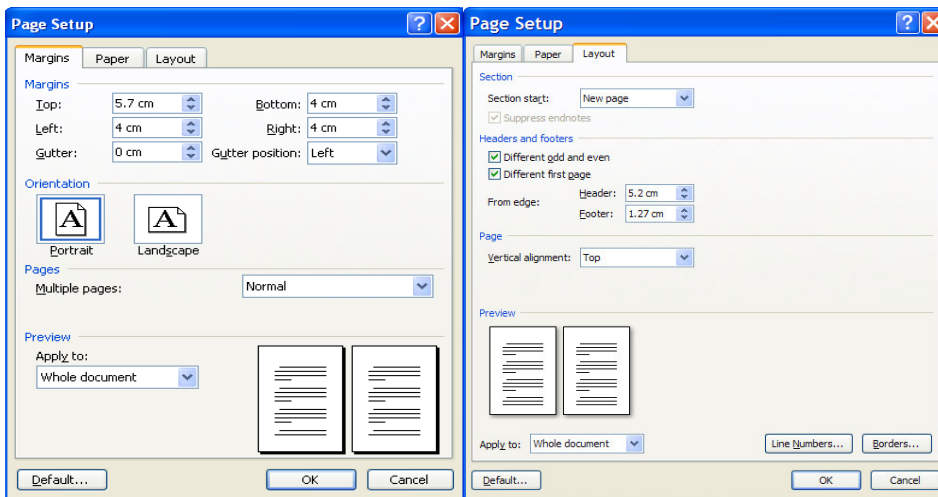 Page Setup
Margins Paper Layout
Margins
Top: 5.7 cm Bottom: 4 cm
Left: 4 cm Right: 4 cm
Gutter: 0 cm Gutter position: Left
Orientation
A A
Portrait Landscape
Pages
Multiple pages: Normal
Preview
Apply to:
Whole document
Default... OK Cancel
Page Setup
Margins Paper Layout
Section
Section start: New page
Suppress endnotes
Headers and footers
Different odd and even
Different first page
From edge: Header: 5.2 cm
Footer: 1.27 cm
Page
Vertical alignment: Top
Preview
Apply to: Whole document Line Numbers... Borders...
Default... OK Cancel